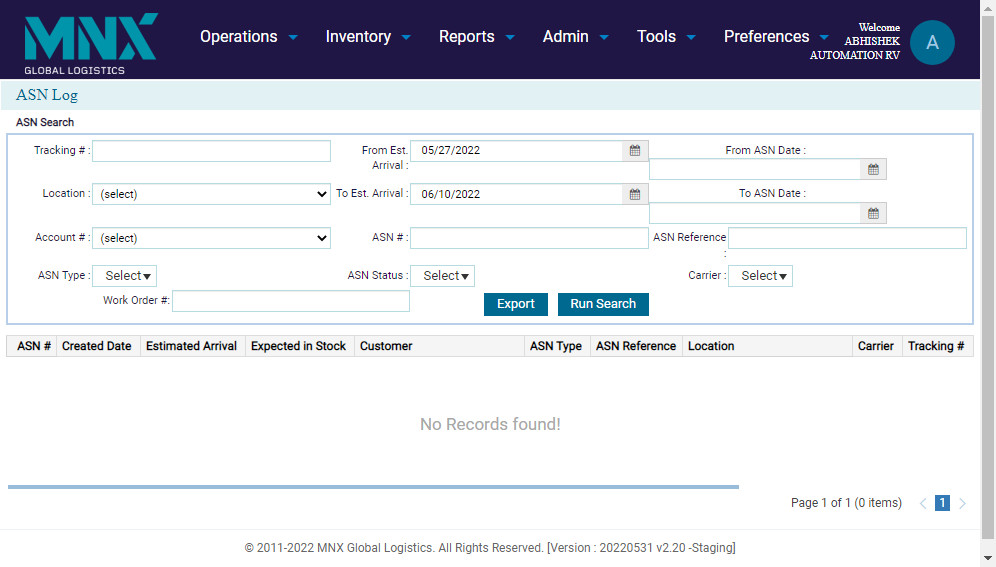 MNX
GLOBAL LOGISTICS
Operations Inventory Reports Admin Tools Preferences
Welcome
ABHISHEK
AUTOMATION RV
A
ASN Log
ASN Search
Tracking # : From Est. Arrival : 05/27/2022 From ASN Date :
Location : (select) To Est. Arrival : 06/10/2022 To ASN Date :
Account # : (select) ASN # : ASN Reference :
ASN Type : Select ASN Status : Select Carrier : Select
Work Order #: Export Run Search
ASN # Created Date Estimated Arrival Expected in Stock Customer ASN Type ASN Reference Location Carrier Tracking #
No Records found!
Page 1 of 1 (0 items) 1
© 2011-2022 MNX Global Logistics. All Rights Reserved. [Version : 20220531 v2.20 -Staging]